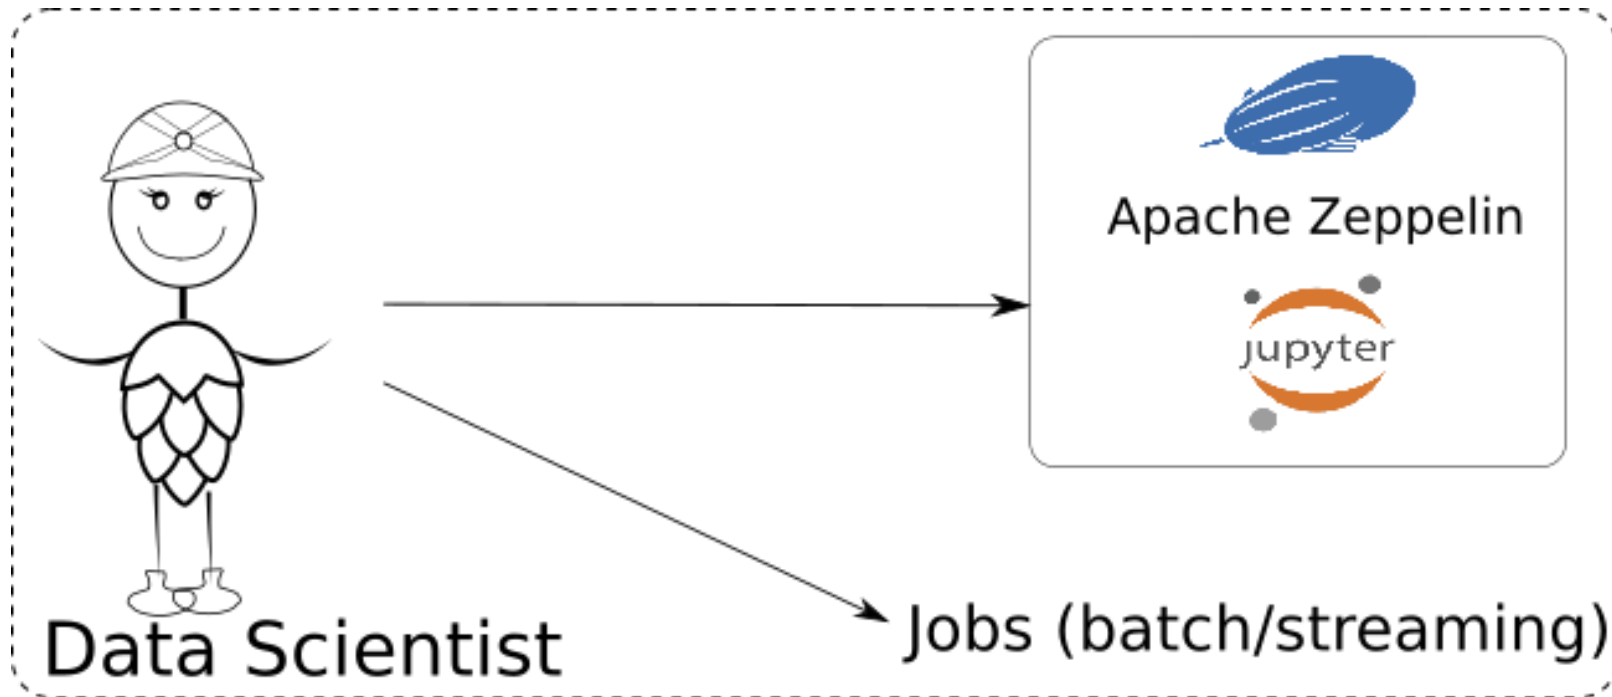 Apache Zeppelin
jupyter
Data Scientist
Jobs (batch/streaming)